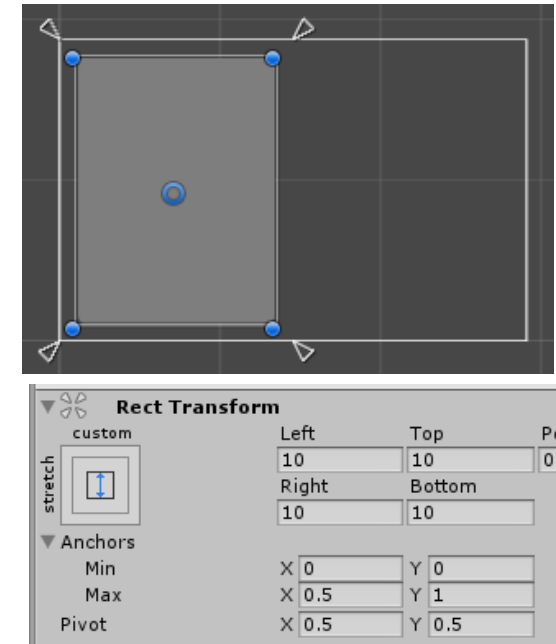 Rect Transform
custom
Left Top
stretch
10 10 0
Right Bottom
10 10
Anchors
Min X 0 Y 0
Max X 0.5 Y 1
Pivot X 0.5 Y 0.5